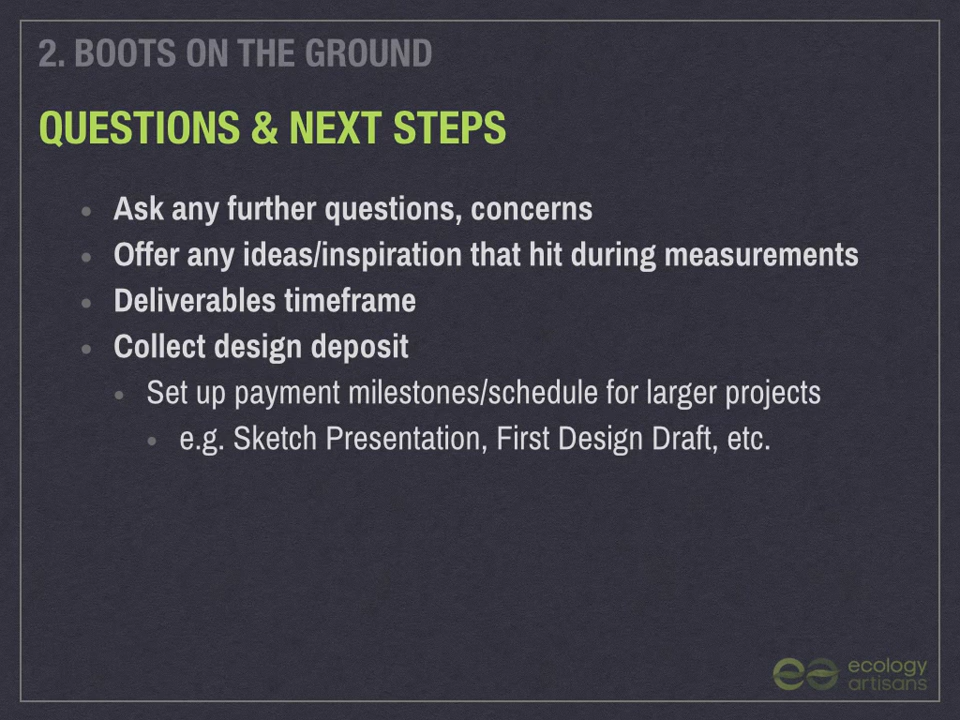 2. BOOTS ON THE GROUND
QUESTIONS & NEXT STEPS
• Ask any further questions, concerns
• Offer any ideas/inspiration that hit during measurements
• Deliverables timeframe
• Collect design deposit
• Set up payment milestones/schedule for larger projects
• e.g. Sketch Presentation, First Design Draft, etc.
ecology
artisans